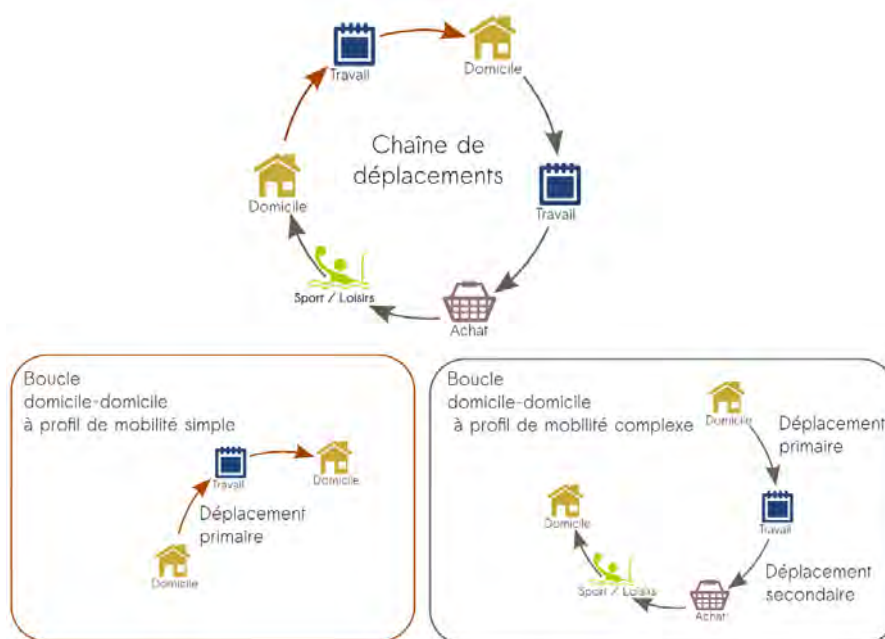 Travail
Domicile
Chaîne de
déplacements
Domicile
Travail
Sport / Loisirs
Achat
Boucle
domicile-domicile
à profil de mobilité simple
Travail
Domicile
Déplacement
primaire
Domicile
Boucle
domicile-domicile
à profil de mobilité complexe
Domicile
Déplacement
primaire
Domicile
Travail
Sport / Loisirs
Déplacement
secondaire
Achat